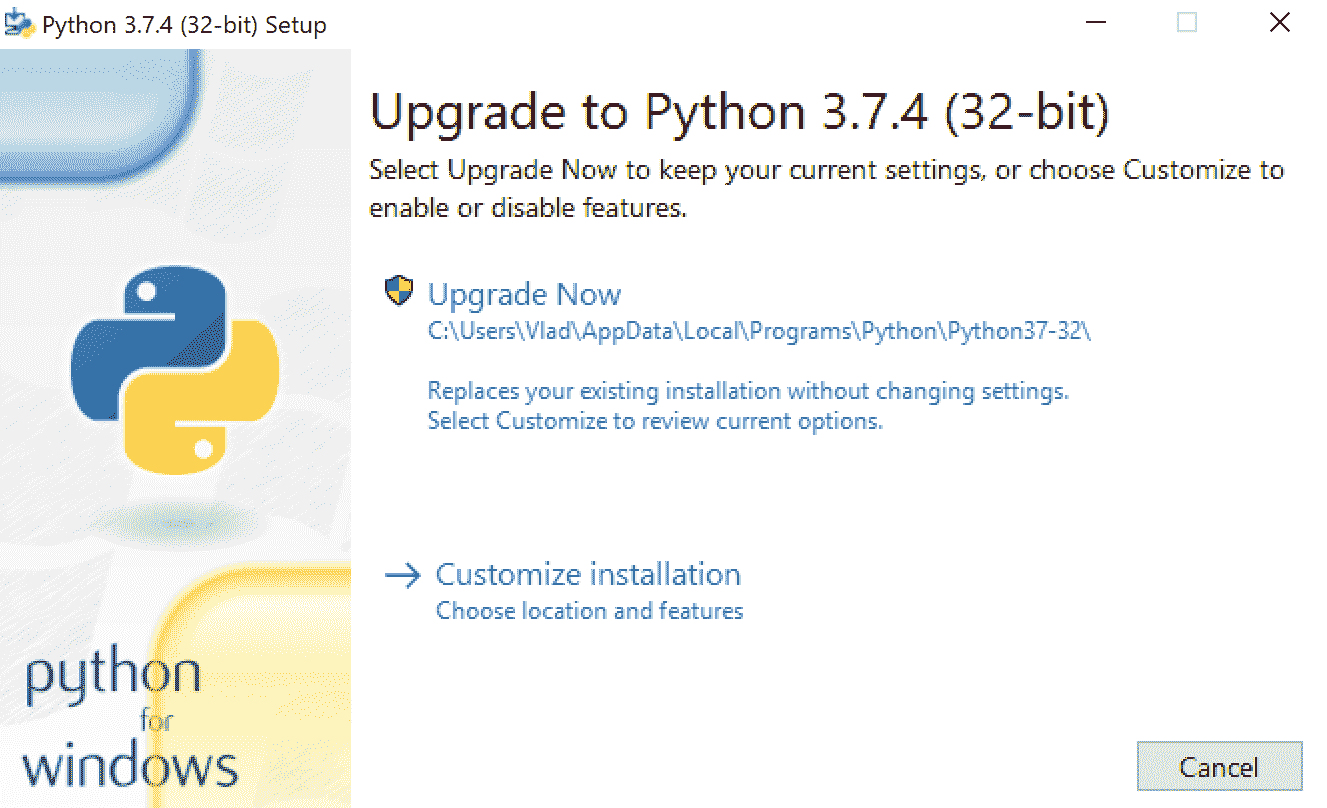 Python 3.7.4 (32-bit) Setup
Upgrade to Python 3.7.4 (32-bit)
Select Upgrade Now to keep your current settings, or choose Customize to
enable or disable features.
Upgrade Now
C:\Users\Vlad\AppData\Local\Programs\Python\Python37-32\
Replaces your existing installation without changing settings.
Select Customize to review current options.
Customize installation
Choose location and features
python
for
windows
Cancel